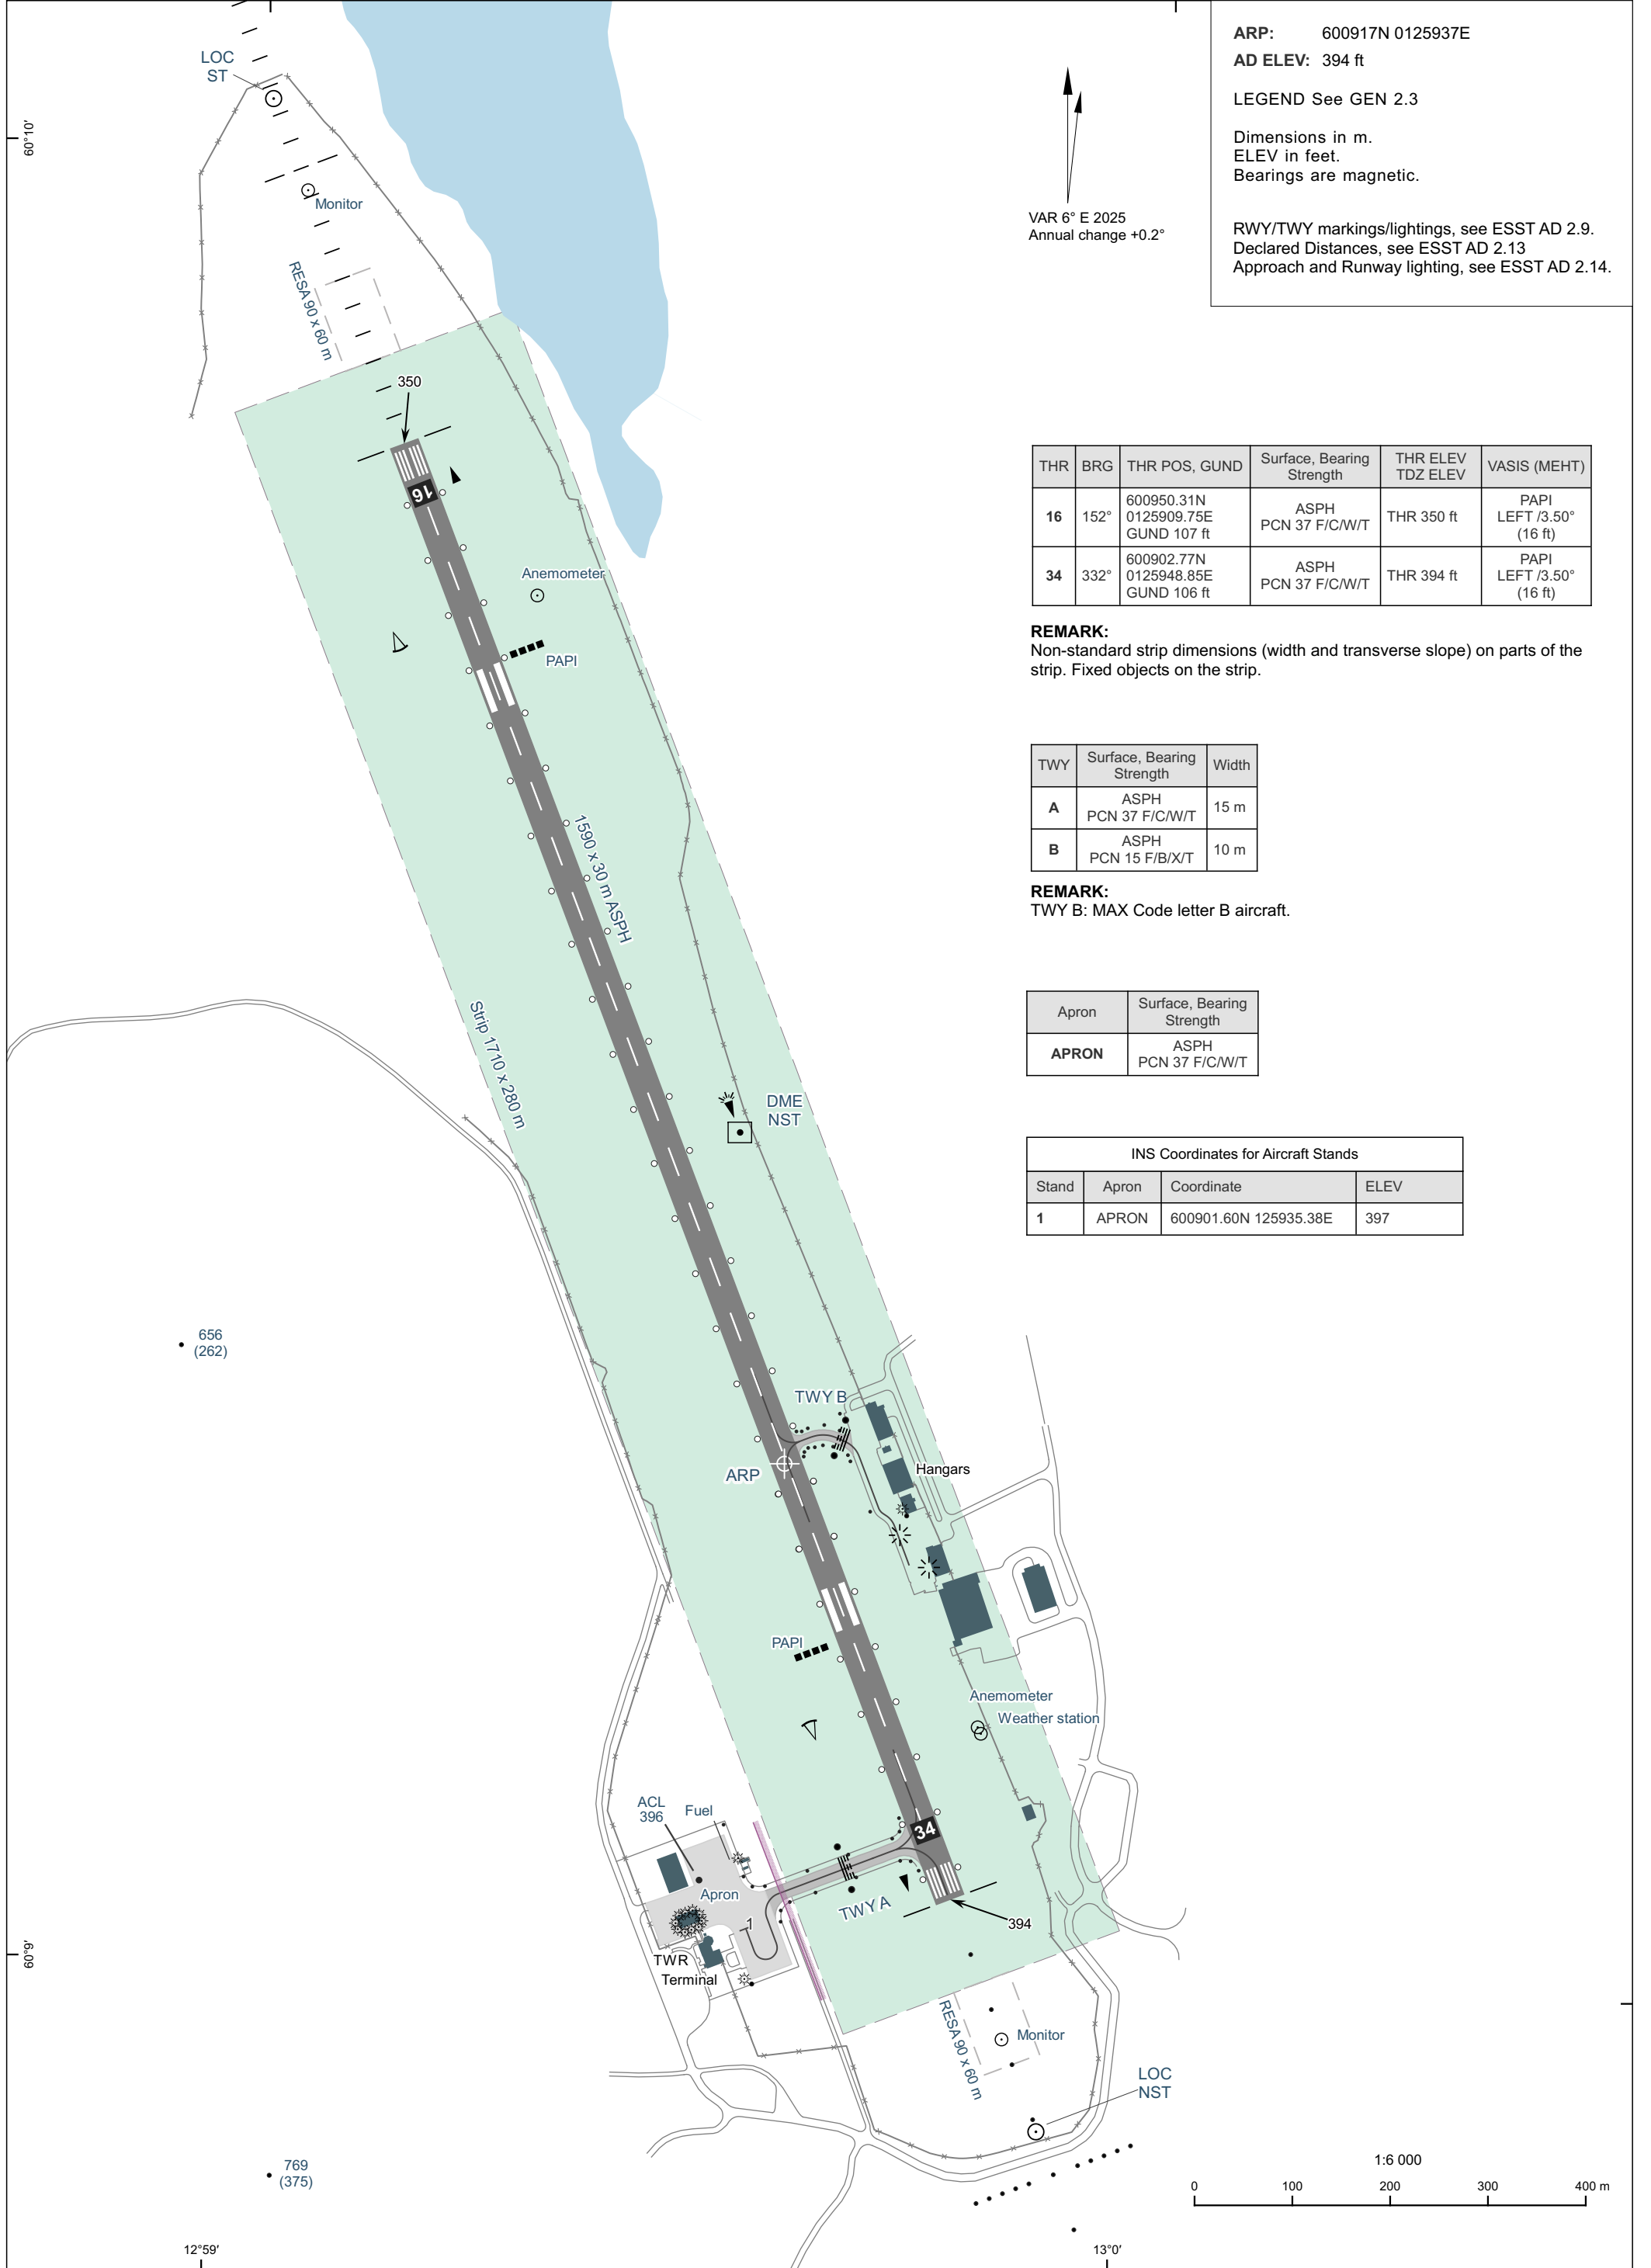 ARP: 600917N 0125937E
AD ELEV: 394 ft
LEGEND See GEN 2.3
Dimensions in m.
ELEV in feet.
Bearings are magnetic.
RWY/TWY markings/lightings, see ESST AD 2.9.
Declared Distances, see ESST AD 2.13
Approach and Runway lighting, see ESST AD 2.14.
LOC
ST
60°10'
Monitor
VAR 6° E 2025
Annual change +0.2°
RESA 90 x 60 m
350
16
Anemometer
PAPI
1590 x 30 m ASPH
Strip 1710 x 280 m
DME
NST
THR BRG THR POS, GUND Surface, Bearing Strength THR ELEV TDZ ELEV VASIS (MEHT)
16 152° 600950.31N 0125909.75E GUND 107 ft ASPH PCN 37 F/C/W/T THR 350 ft PAPI LEFT /3.50° (16 ft)
34 332° 600902.77N 0125948.85E GUND 106 ft ASPH PCN 37 F/C/W/T THR 394 ft PAPI LEFT /3.50° (16 ft)
REMARK:
Non-standard strip dimensions (width and transverse slope) on parts of the
strip. Fixed objects on the strip.
TWY Surface, Bearing Strength Width
A ASPH PCN 37 F/C/W/T 15 m
B ASPH PCN 15 F/B/X/T 10 m
REMARK:
TWY B: MAX Code letter B aircraft.
Apron Surface, Bearing Strength
APRON ASPH PCN 37 F/C/W/T
INS Coordinates for Aircraft Stands
Stand Apron Coordinate ELEV
1 APRON 600901.60N 125935.38E 397
656
(262)
TWY B
ARP
Hangars
PAPI
Anemometer
Weather station
ACL
396
Fuel
34
Apron
TWY A
1
394
60°9'
TWR
Terminal
RESA 90 x 60 m
Monitor
LOC
NST
769
(375)
1:6 000
0 100 200 300 400 m
12°59' 13°0'